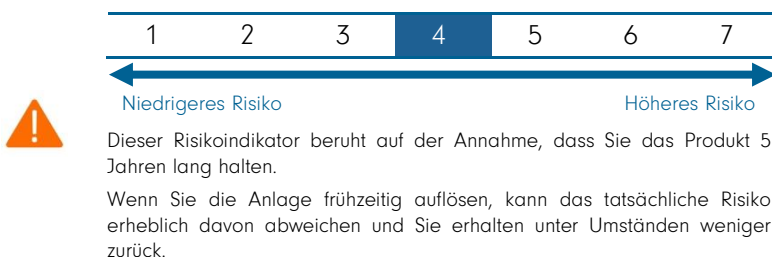 1 2 3 4 5 6 7
Niedrigeres Risiko Höheres Risiko
Dieser Risikoindikator beruht auf der Annahme, dass Sie das Produkt 5
Jahren lang halten.
Wenn Sie die Anlage frühzeitig auflösen, kann das tatsächliche Risiko
erheblich davon abweichen und Sie erhalten unter Umständen weniger
zurück.